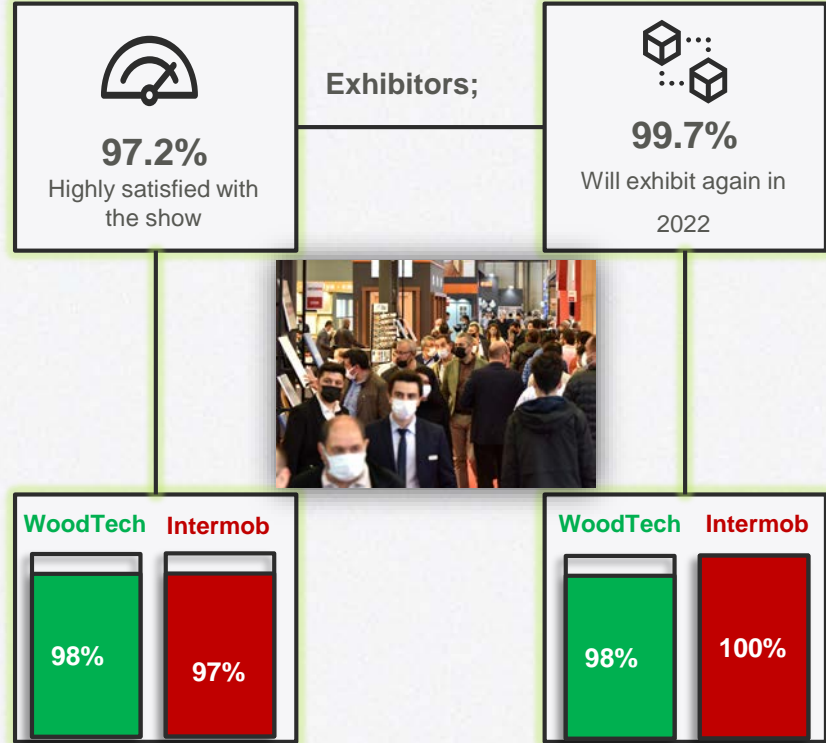 Exhibitors;
97.2%
Highly satisfied with
the show
99.7%
Will exhibit again in
2022
WoodTech Intermob
98%
97%
WoodTech Intermob
98%
100%